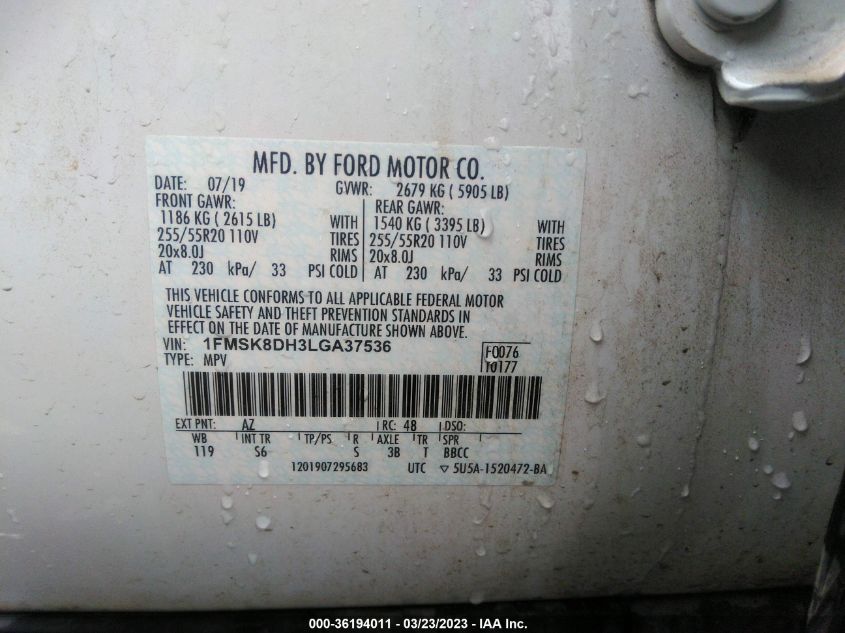 MFD. BY FORD MOTOR CO.
DATE: 07/19 GVWR: 2679 KG ( 5905 LB)
FRONT GAWR: REAR GAWR:
1186 KG ( 2615 LB) WITH 1540 KG ( 3395 LB) WITH
255/55R20 110V TIRES 255/55R20 110V TIRES
20x8.0J RIMS 20x8.0J RIMS
AT 230 kPa/ 33 PSI COLD AT 230 kPa/ 33 PSI COLD
THIS VEHICLE CONFORMS TO ALL APPLICABLE FEDERAL MOTOR
VEHICLE SAFETY AND THEFT PREVENTION STANDARDS IN
EFFECT ON THE DATE OF MANUFACTURE SHOWN ABOVE.
VIN: 1FMSK8DH3LGA37536 F0076
TYPE: MPV T0177
EXT PNT: AZ RC: 48 DSO:
WB INT TR TP/PS R AXLE TR SPR
119 S6 S 3B T BBCC
1201907295683 UTC ▽ 5U5A-1520472-BA
000-36194011 - 03/23/2023 - IAA Inc.